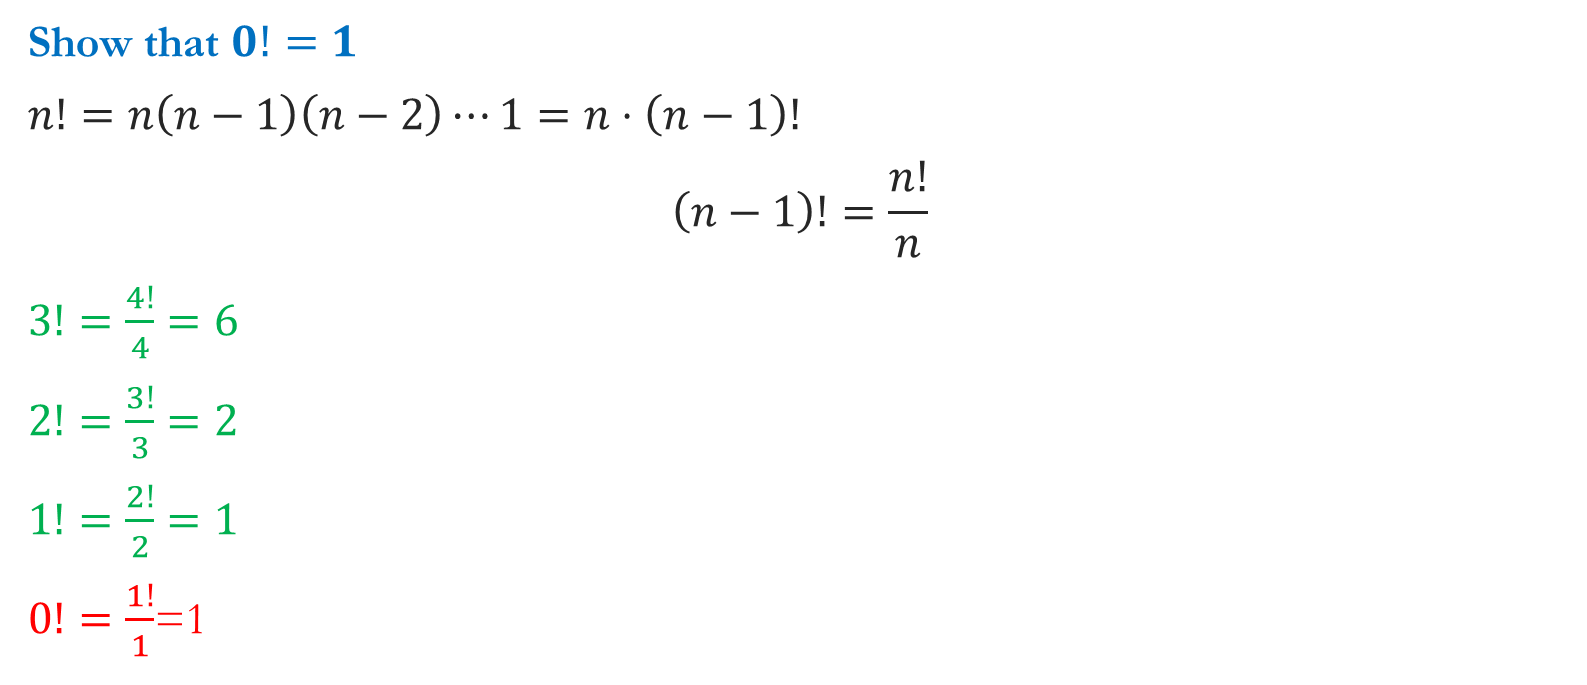 Show that 0! = 1
n! = n(n − 1)(n − 2) ⋯ 1 = n · (n − 1)!
(n − 1)! = n!/n
3! = 4!/4 = 6
2! = 3!/3 = 2
1! = 2!/2 = 1
0! = 1!/1=1